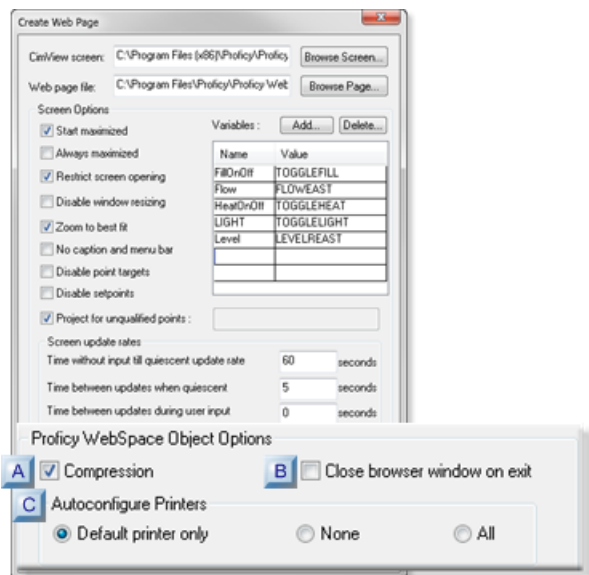 Create Web Page
CimView screen: C:\Program Files (x86)\Proficy\Proficy Browse Screen...
Web page file: C:\Program Files\Proficy\Proficy Web Browse Page...
Screen Options
Start maximized
Variables : Add... Delete...
Always maximized
Name Value
Restrict screen opening
FillOnOff TOGGLEFILL
Flow FLOWEAST
Disable window resizing
HeatOnOff TOGGLEHEAT
Zoom to best fit
LIGHT TOGGLELIGHT
Level LEVELREAST
No caption and menu bar
Disable point targets
Disable setpoints
Project for unqualified points :
Screen update rates
Time without input till quiescent update rate 60 seconds
Time between updates when quiescent 5 seconds
Time between updates during user input 0 seconds
Proficy WebSpace Object Options
A Compression B Close browser window on exit
C Autoconfigure Printers
Default printer only None All